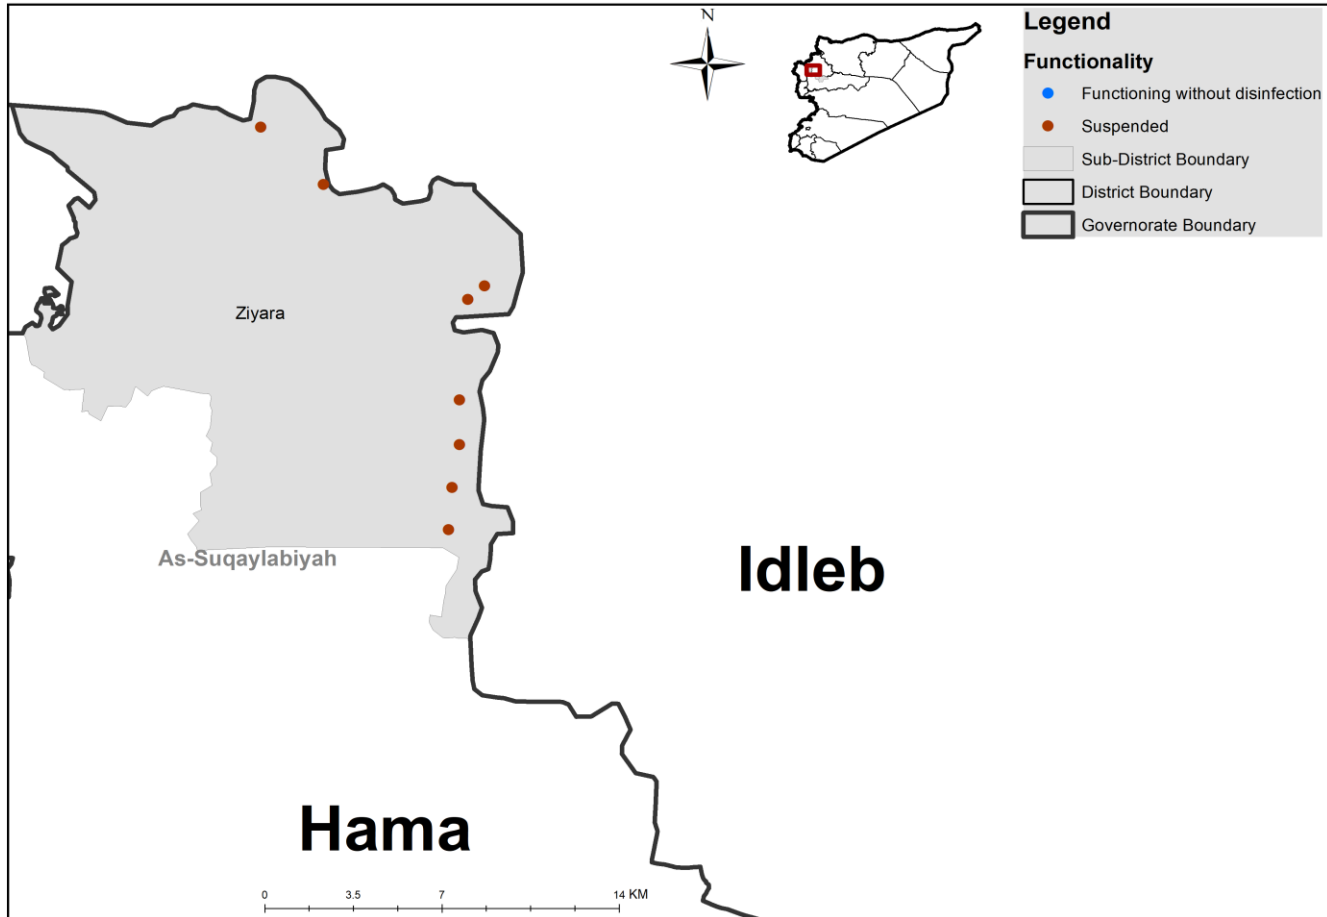 N
Legend
Functionality
Functioning without disinfection
Suspended
Sub-District Boundary
District Boundary
Governorate Boundary
Ziyara
As-Suqaylabiyah
Idleb
Hama
0 3.5 7 14 KM